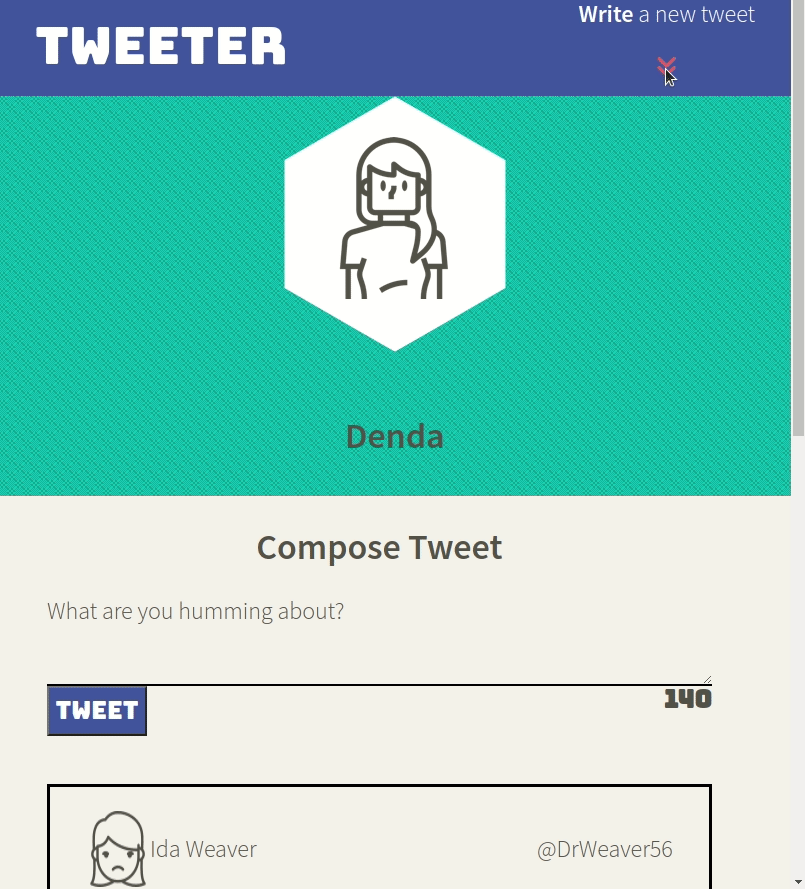 Write a new tweet
TWEETER
Denda
Compose Tweet
What are you humming about?
TWEET
140
Ida Weaver
@DrWeaver56